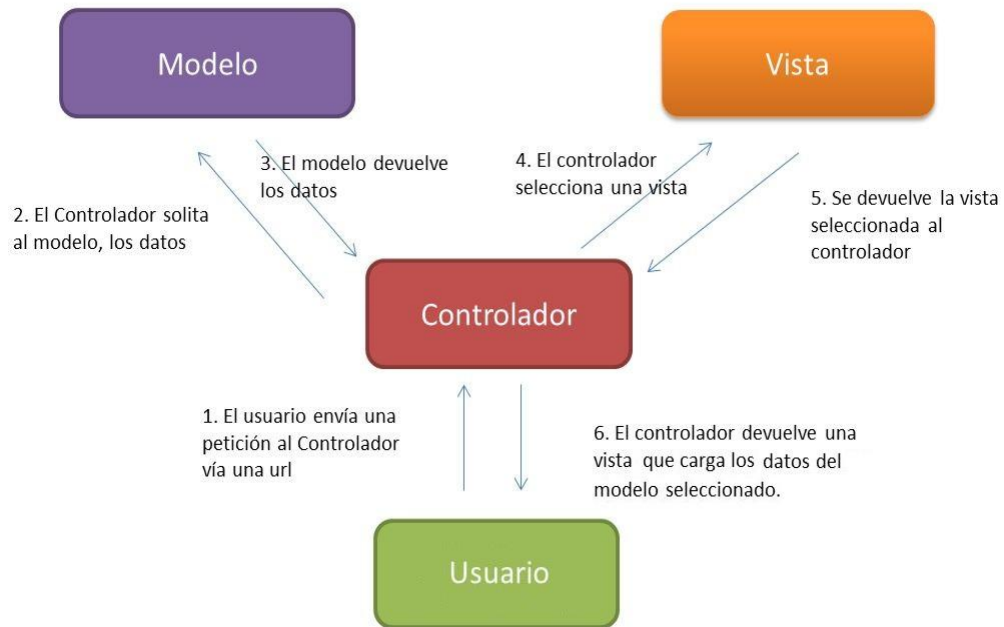 Modelo
Vista
3. El modelo devuelve
los datos
4. El controlador
selecciona una vista
2. El Controlador solita
al modelo, los datos
5. Se devuelve la vista
seleccionada al
controlador
Controlador
1. El usuario envía una
petición al Controlador
vía una url
6. El controlador devuelve una
vista que carga los datos del
modelo seleccionado.
Usuario